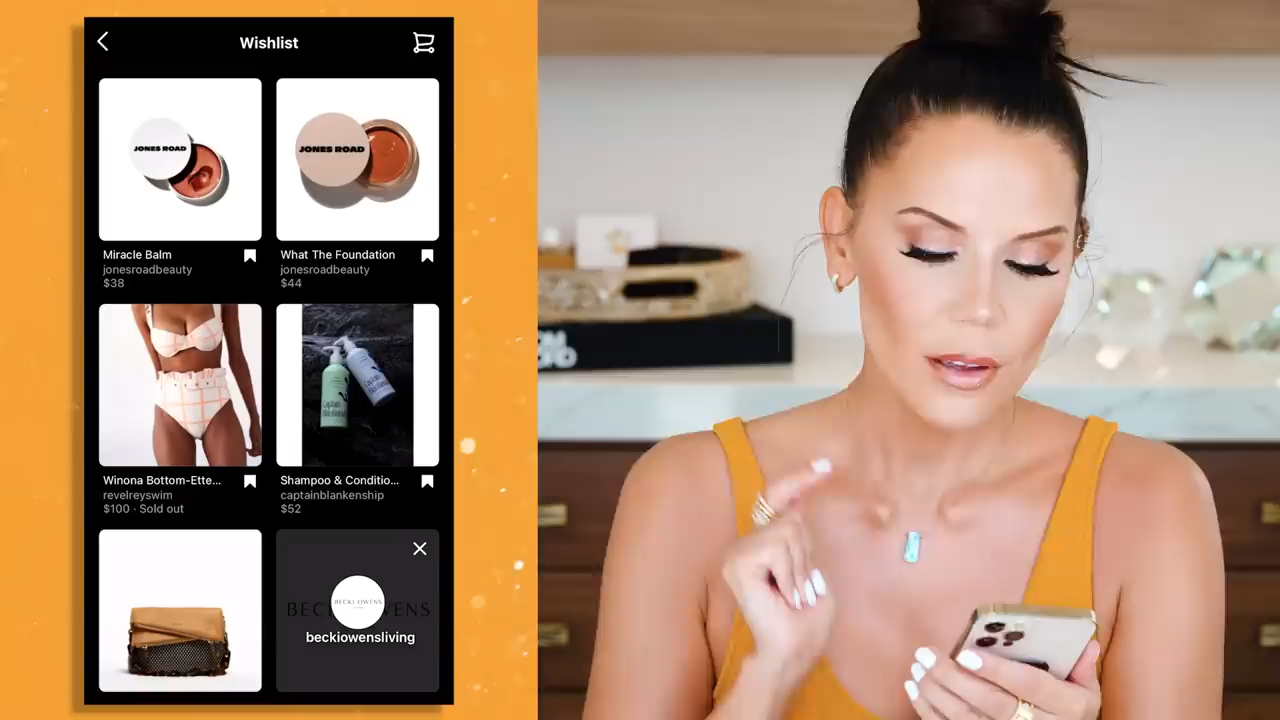 Wishlist
JONES ROAD
JONES ROAD
Miracle Balm
jonesroadbeauty
$38
What The Foundation
jonesroadbeauty
$44
Winona Bottom-Ette...
revelreyswim
$100 · Sold out
Shampoo & Conditio...
captainblankenship
$52
BECKI OWENS
beckiowensliving